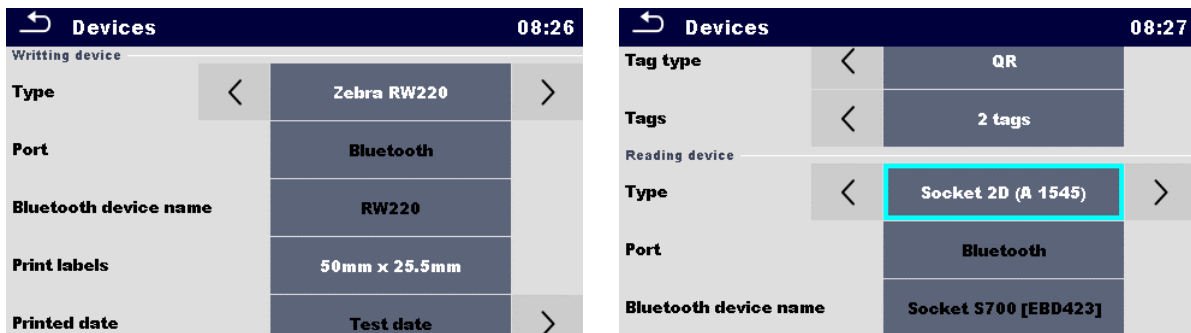 Devices 08:26
Writting device
Type Zebra RW220
Port Bluetooth
Bluetooth device name RW220
Print labels 50mm x 25.5mm
Printed date Test date
Devices 08:27
Tag type QR
Tags 2 tags
Reading device
Type Socket 2D (A 1545)
Port Bluetooth
Bluetooth device name Socket S700 [EBD423]